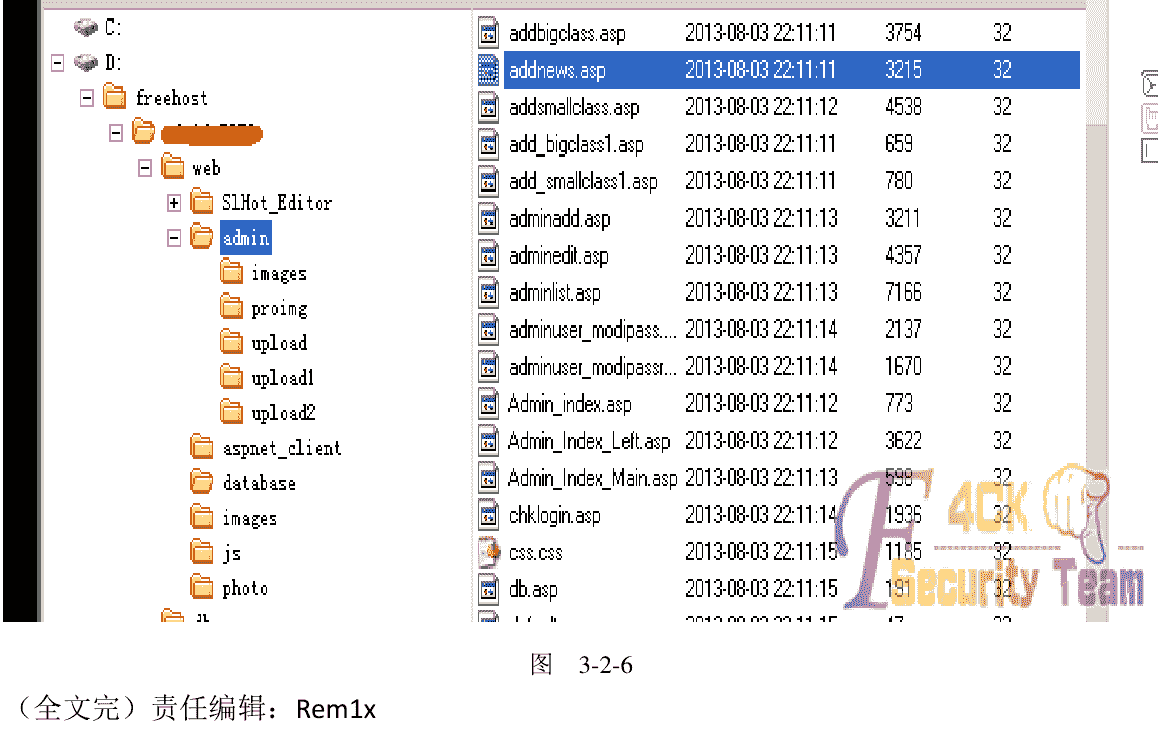 C:
D:
freehost
web
SlHot_Editor
admin
images
proimg
upload
upload1
upload2
aspnet_client
database
images
js
photo
addbigclass.asp 2013-08-03 22:11:11 3754 32
addnews.asp 2013-08-03 22:11:11 3215 32
addsmallclass.asp 2013-08-03 22:11:12 4538 32
add_bigclass1.asp 2013-08-03 22:11:11 659 32
add_smallclass1.asp 2013-08-03 22:11:11 780 32
adminadd.asp 2013-08-03 22:11:13 3211 32
adminedit.asp 2013-08-03 22:11:13 4357 32
adminlist.asp 2013-08-03 22:11:13 7166 32
adminuser_modipass.... 2013-08-03 22:11:14 2137 32
adminuser_modipassr... 2013-08-03 22:11:14 1670 32
Admin_index.asp 2013-08-03 22:11:12 773 32
Admin_Index_Left.asp 2013-08-03 22:11:12 3622 32
Admin_Index_Main.asp 2013-08-03 22:11:13 598 32
chklogin.asp 2013-08-03 22:11:14 1936 32
css.css 2013-08-03 22:11:15 1185 32
db.asp 2013-08-03 22:11:15 191 32
F4CK
Security Team
图 3-2-6
（全文完）责任编辑：Rem1x